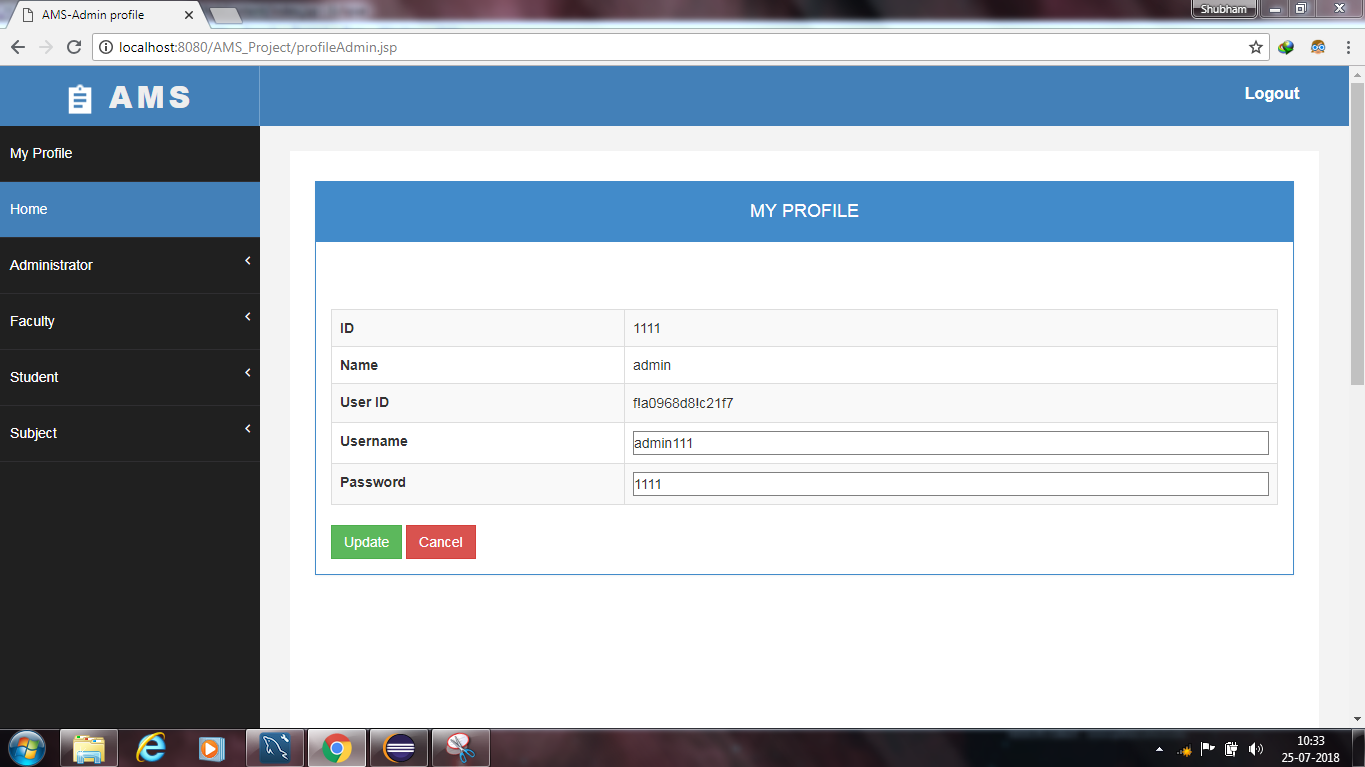 AMS-Admin profile
Shubham
localhost:8080/AMS_Project/profileAdmin.jsp
AMS
Logout
My Profile
Home
Administrator
Faculty
Student
Subject
MY PROFILE
ID 1111
Name admin
User ID f!a0968d8!c21f7
Username admin111
Password 1111
Update Cancel
10:33
25-07-2018